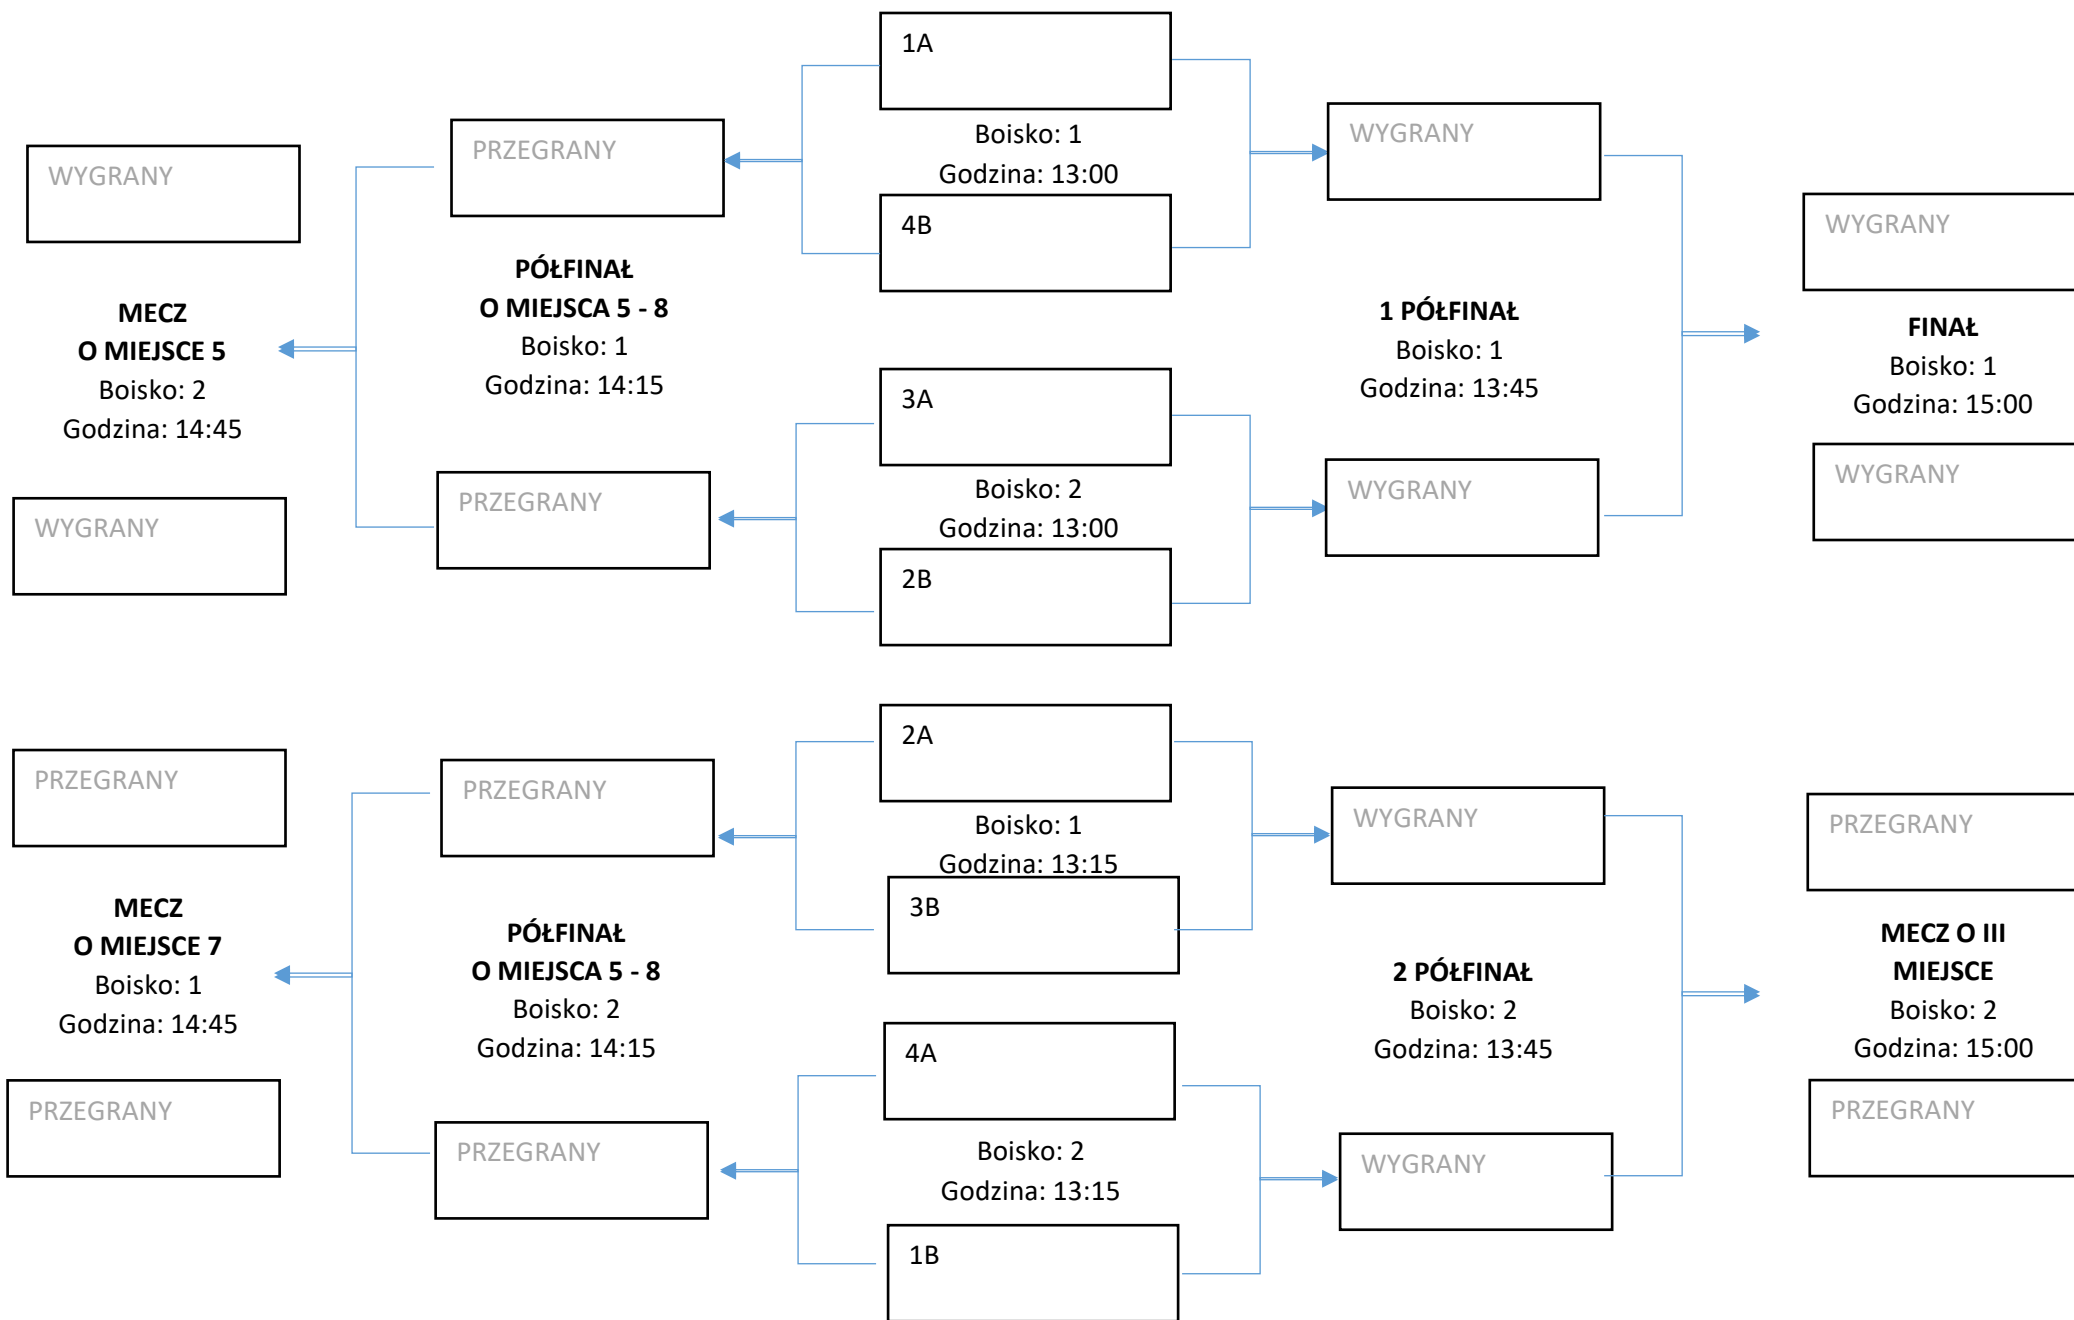 1A
Boisko: 1
Godzina: 13:00
4B
WYGRANY
PRZEGRANY
WYGRANY
WYGRANY
PÓŁFINAŁ
O MIEJSCA 5 - 8
Boisko: 1
Godzina: 14:15
MECZ
O MIEJSCE 5
Boisko: 2
Godzina: 14:45
1 PÓŁFINAŁ
Boisko: 1
Godzina: 13:45
FINAŁ
Boisko: 1
Godzina: 15:00
3A
Boisko: 2
Godzina: 13:00
2B
WYGRANY
PRZEGRANY
WYGRANY
WYGRANY
2A
Boisko: 1
Godzina: 13:15
3B
PRZEGRANY
PRZEGRANY
WYGRANY
PRZEGRANY
MECZ
O MIEJSCE 7
Boisko: 1
Godzina: 14:45
PÓŁFINAŁ
O MIEJSCA 5 - 8
Boisko: 2
Godzina: 14:15
2 PÓŁFINAŁ
Boisko: 2
Godzina: 13:45
MECZ O III
MIEJSCE
Boisko: 2
Godzina: 15:00
4A
Boisko: 2
Godzina: 13:15
1B
PRZEGRANY
PRZEGRANY
WYGRANY
PRZEGRANY